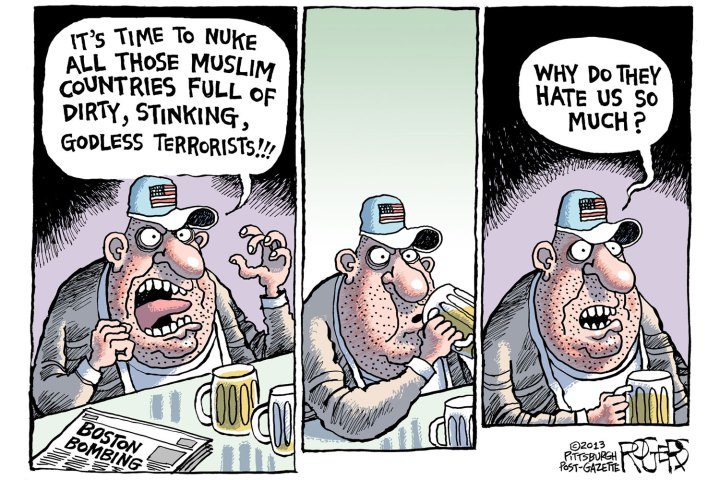 IT'S TIME TO NUKE
ALL THOSE MUSLIM
COUNTRIES FULL OF
DIRTY, STINKING,
GODLESS TERRORISTS!!!
BOSTON
BOMBING
WHY DO THEY
HATE US SO
MUCH?
©2013
PITTSBURGH
POST-GAZETTE
ROGERS